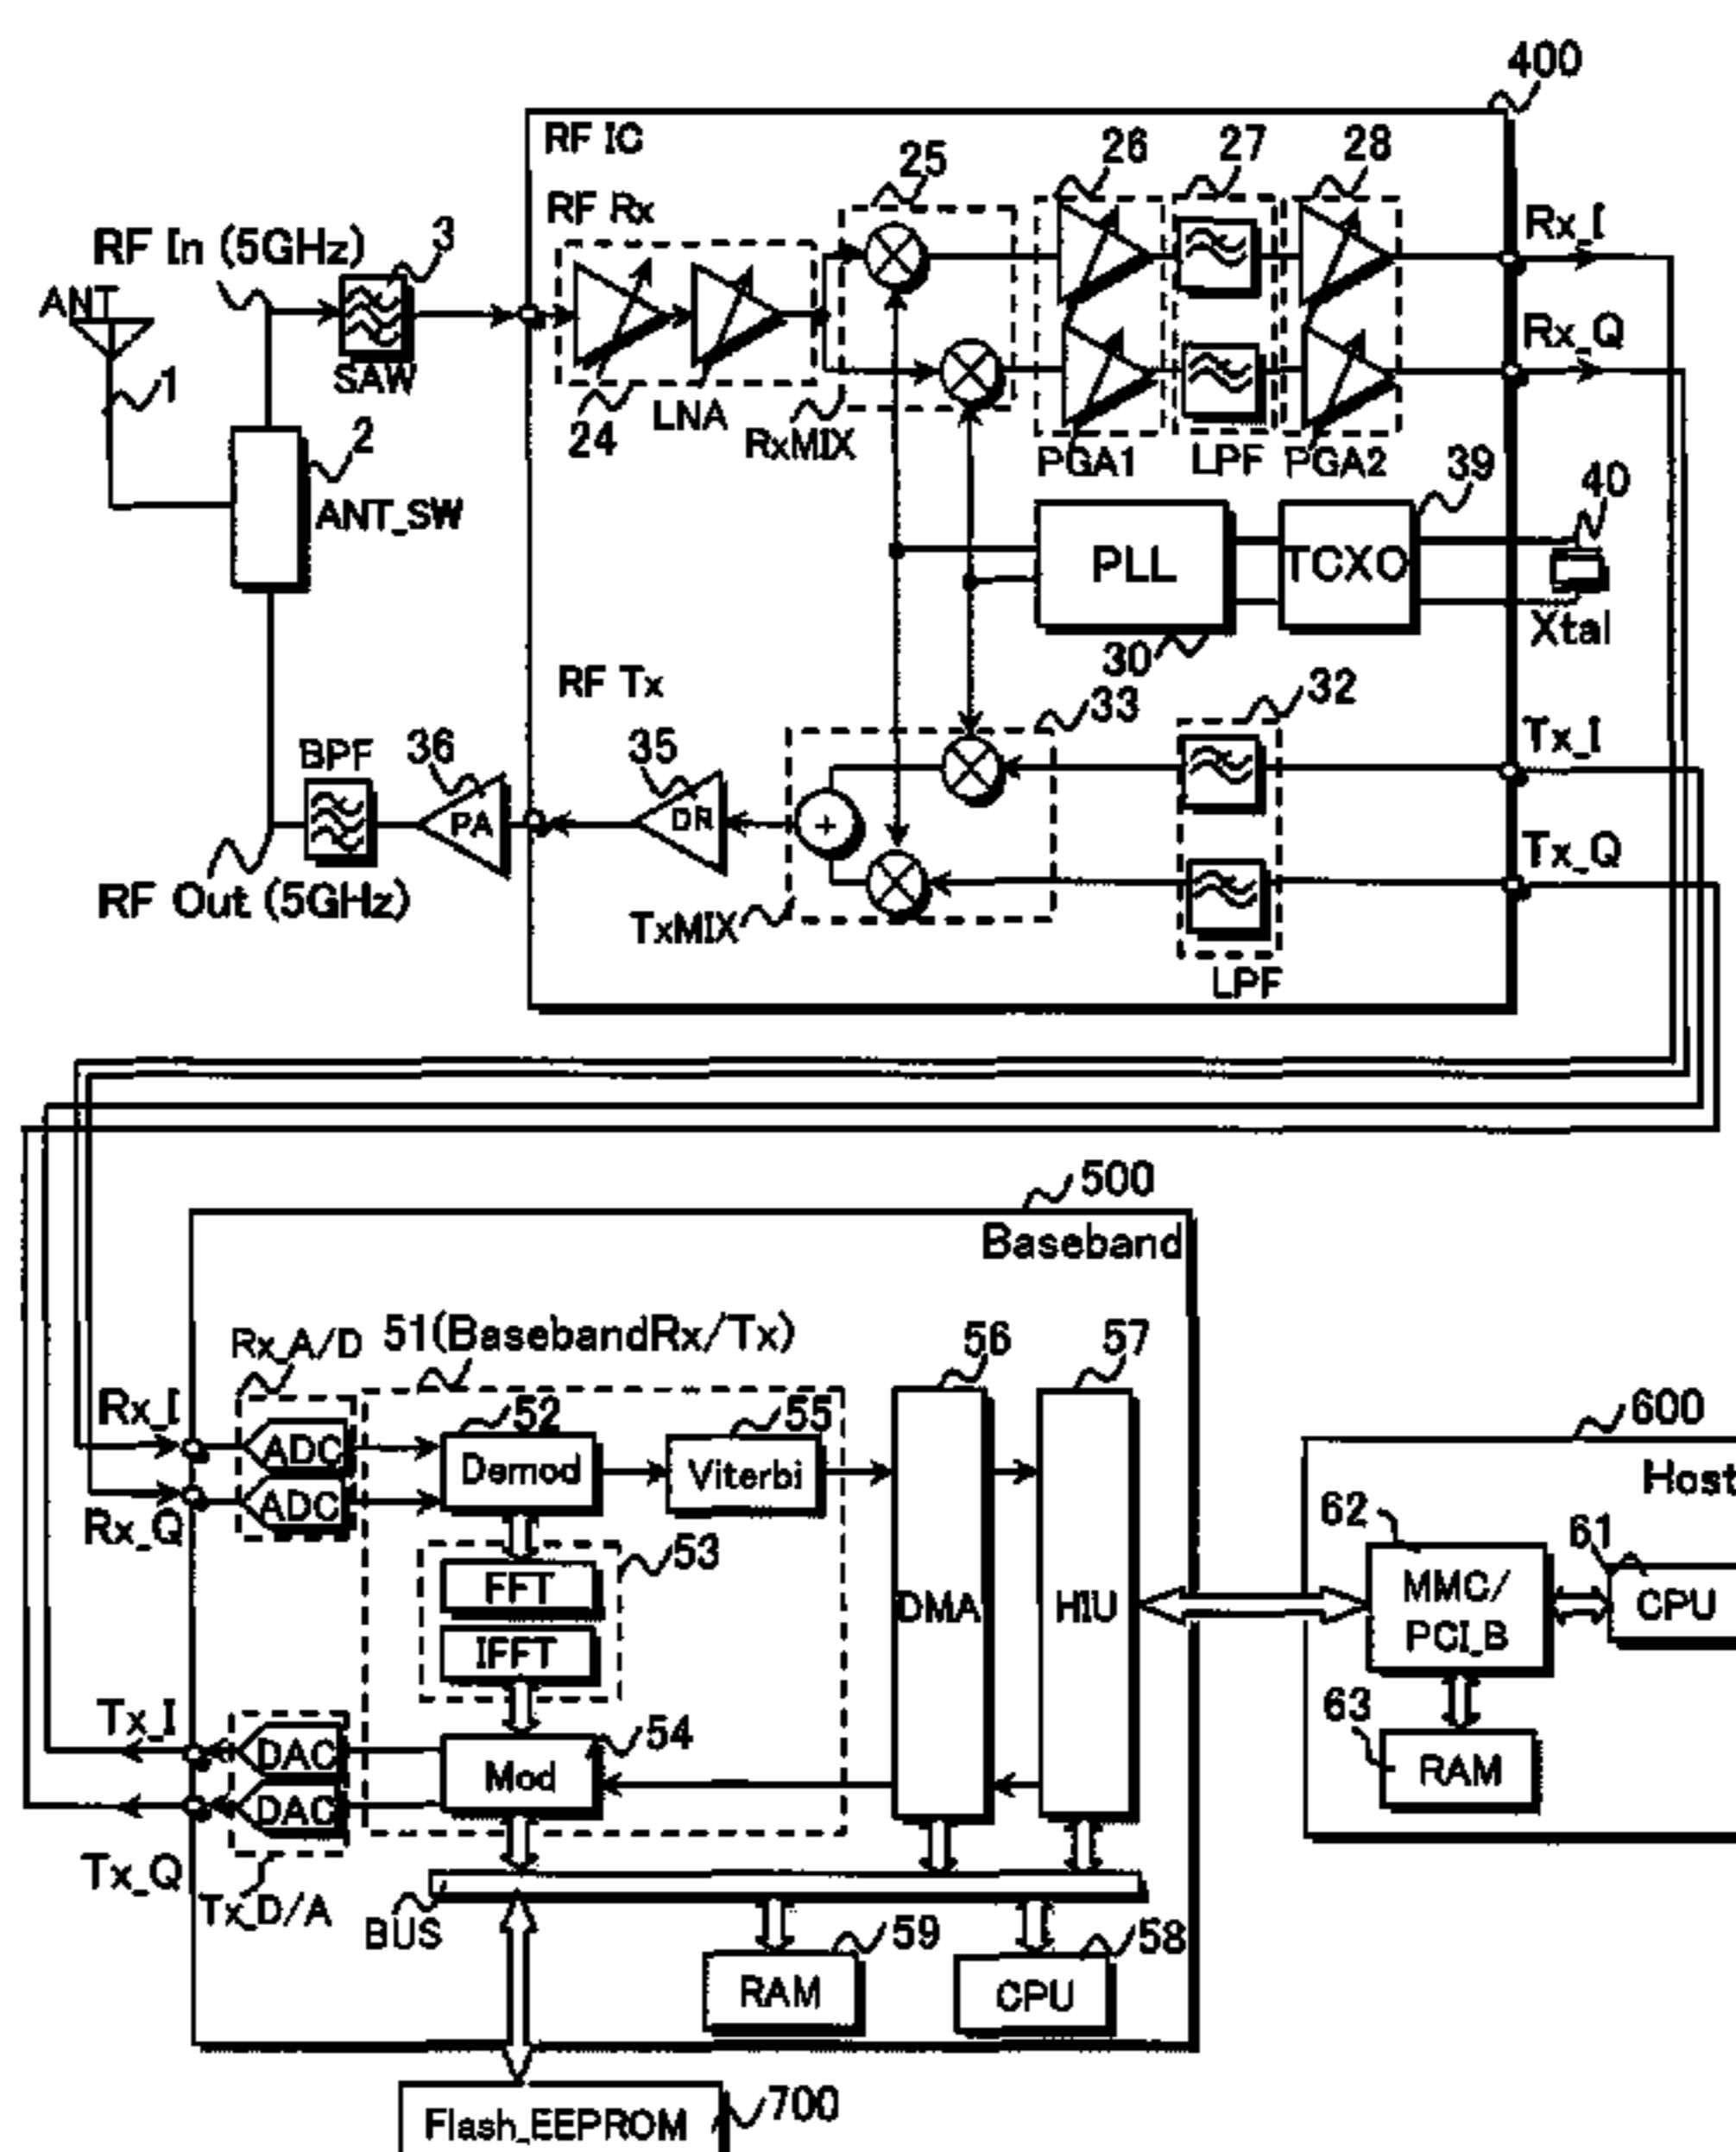 400
RF IC
25
26
27
28
RF Rx
Rx_I
3
RF In (5GHz)
ANT
Rx_Q
SAW
1
24
LNA
RxMIX
PGA1
LPF
PGA2
39
40
2
ANT_SW
PLL
TCXO
Xtal
30
RF Tx
32
33
Tx_I
BPF
36
35
PA
DR
+
Tx_Q
RF Out (5GHz)
TxMIX
LPF
500
Baseband
Rx_A/D
51(BasebandRx/Tx)
56
57
Rx_I
52
55
600
ADC
Demod
Viterbi
Host
ADC
62
Rx_Q
53
61
FFT
MMC/
PCI_B
CPU
DMA
HIU
IFFT
Tx_I
54
63
DAC
Mod
RAM
DAC
Tx_Q
Tx_D/A
BUS
59
58
RAM
CPU
700
Flash_EEPROM